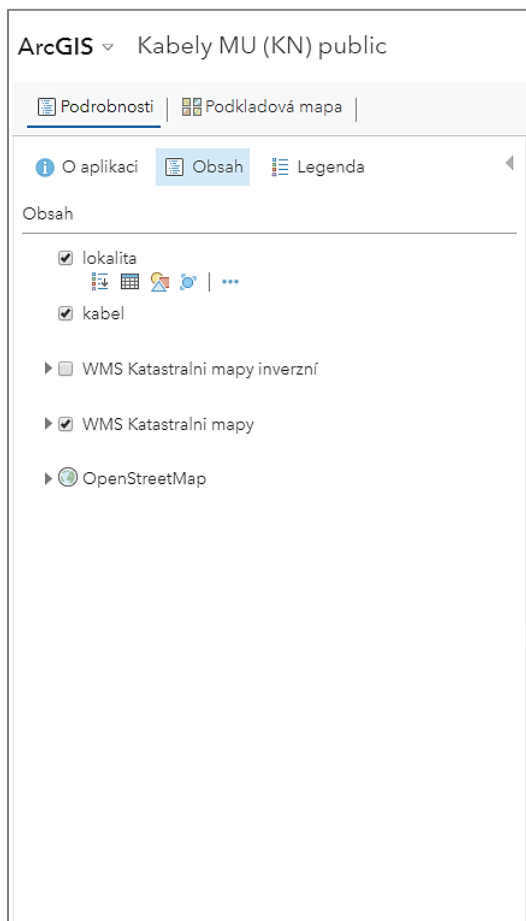 ArcGIS Kabely MU (KN) public
Podrobnosti Podkladová mapa
O aplikaci Obsah Legenda
Obsah
lokalita
kabel
WMS Katastralni mapy inverzní
WMS Katastralni mapy
OpenStreetMap